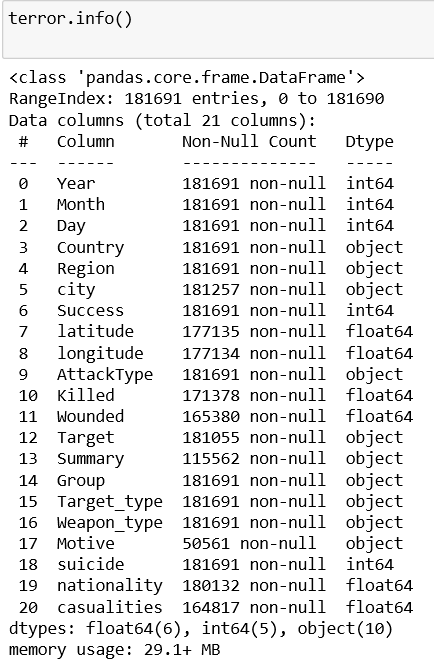 terror.info()
<class 'pandas.core.frame.DataFrame'>
RangeIndex: 181691 entries, 0 to 181690
Data columns (total 21 columns):
 #   Column       Non-Null Count   Dtype
---  ------       --------------   -----
 0   Year         181691 non-null  int64
 1   Month        181691 non-null  int64
 2   Day          181691 non-null  int64
 3   Country      181691 non-null  object
 4   Region       181691 non-null  object
 5   city         181257 non-null  object
 6   Success      181691 non-null  int64
 7   latitude     177135 non-null  float64
 8   longitude    177134 non-null  float64
 9   AttackType   181691 non-null  object
 10  Killed       171378 non-null  float64
 11  Wounded      165380 non-null  float64
 12  Target       181055 non-null  object
 13  Summary      115562 non-null  object
 14  Group        181691 non-null  object
 15  Target_type  181691 non-null  object
 16  Weapon_type  181691 non-null  object
 17  Motive       50561 non-null   object
 18  suicide      181691 non-null  int64
 19  nationality  180132 non-null  float64
 20  casualities  164817 non-null  float64
dtypes: float64(6), int64(5), object(10)
memory usage: 29.1+ MB